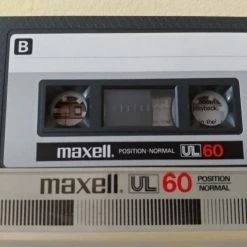 B
maxell. POSITION·NORMAL UL 60
maxell. UL 60 POSITION
NORMAL